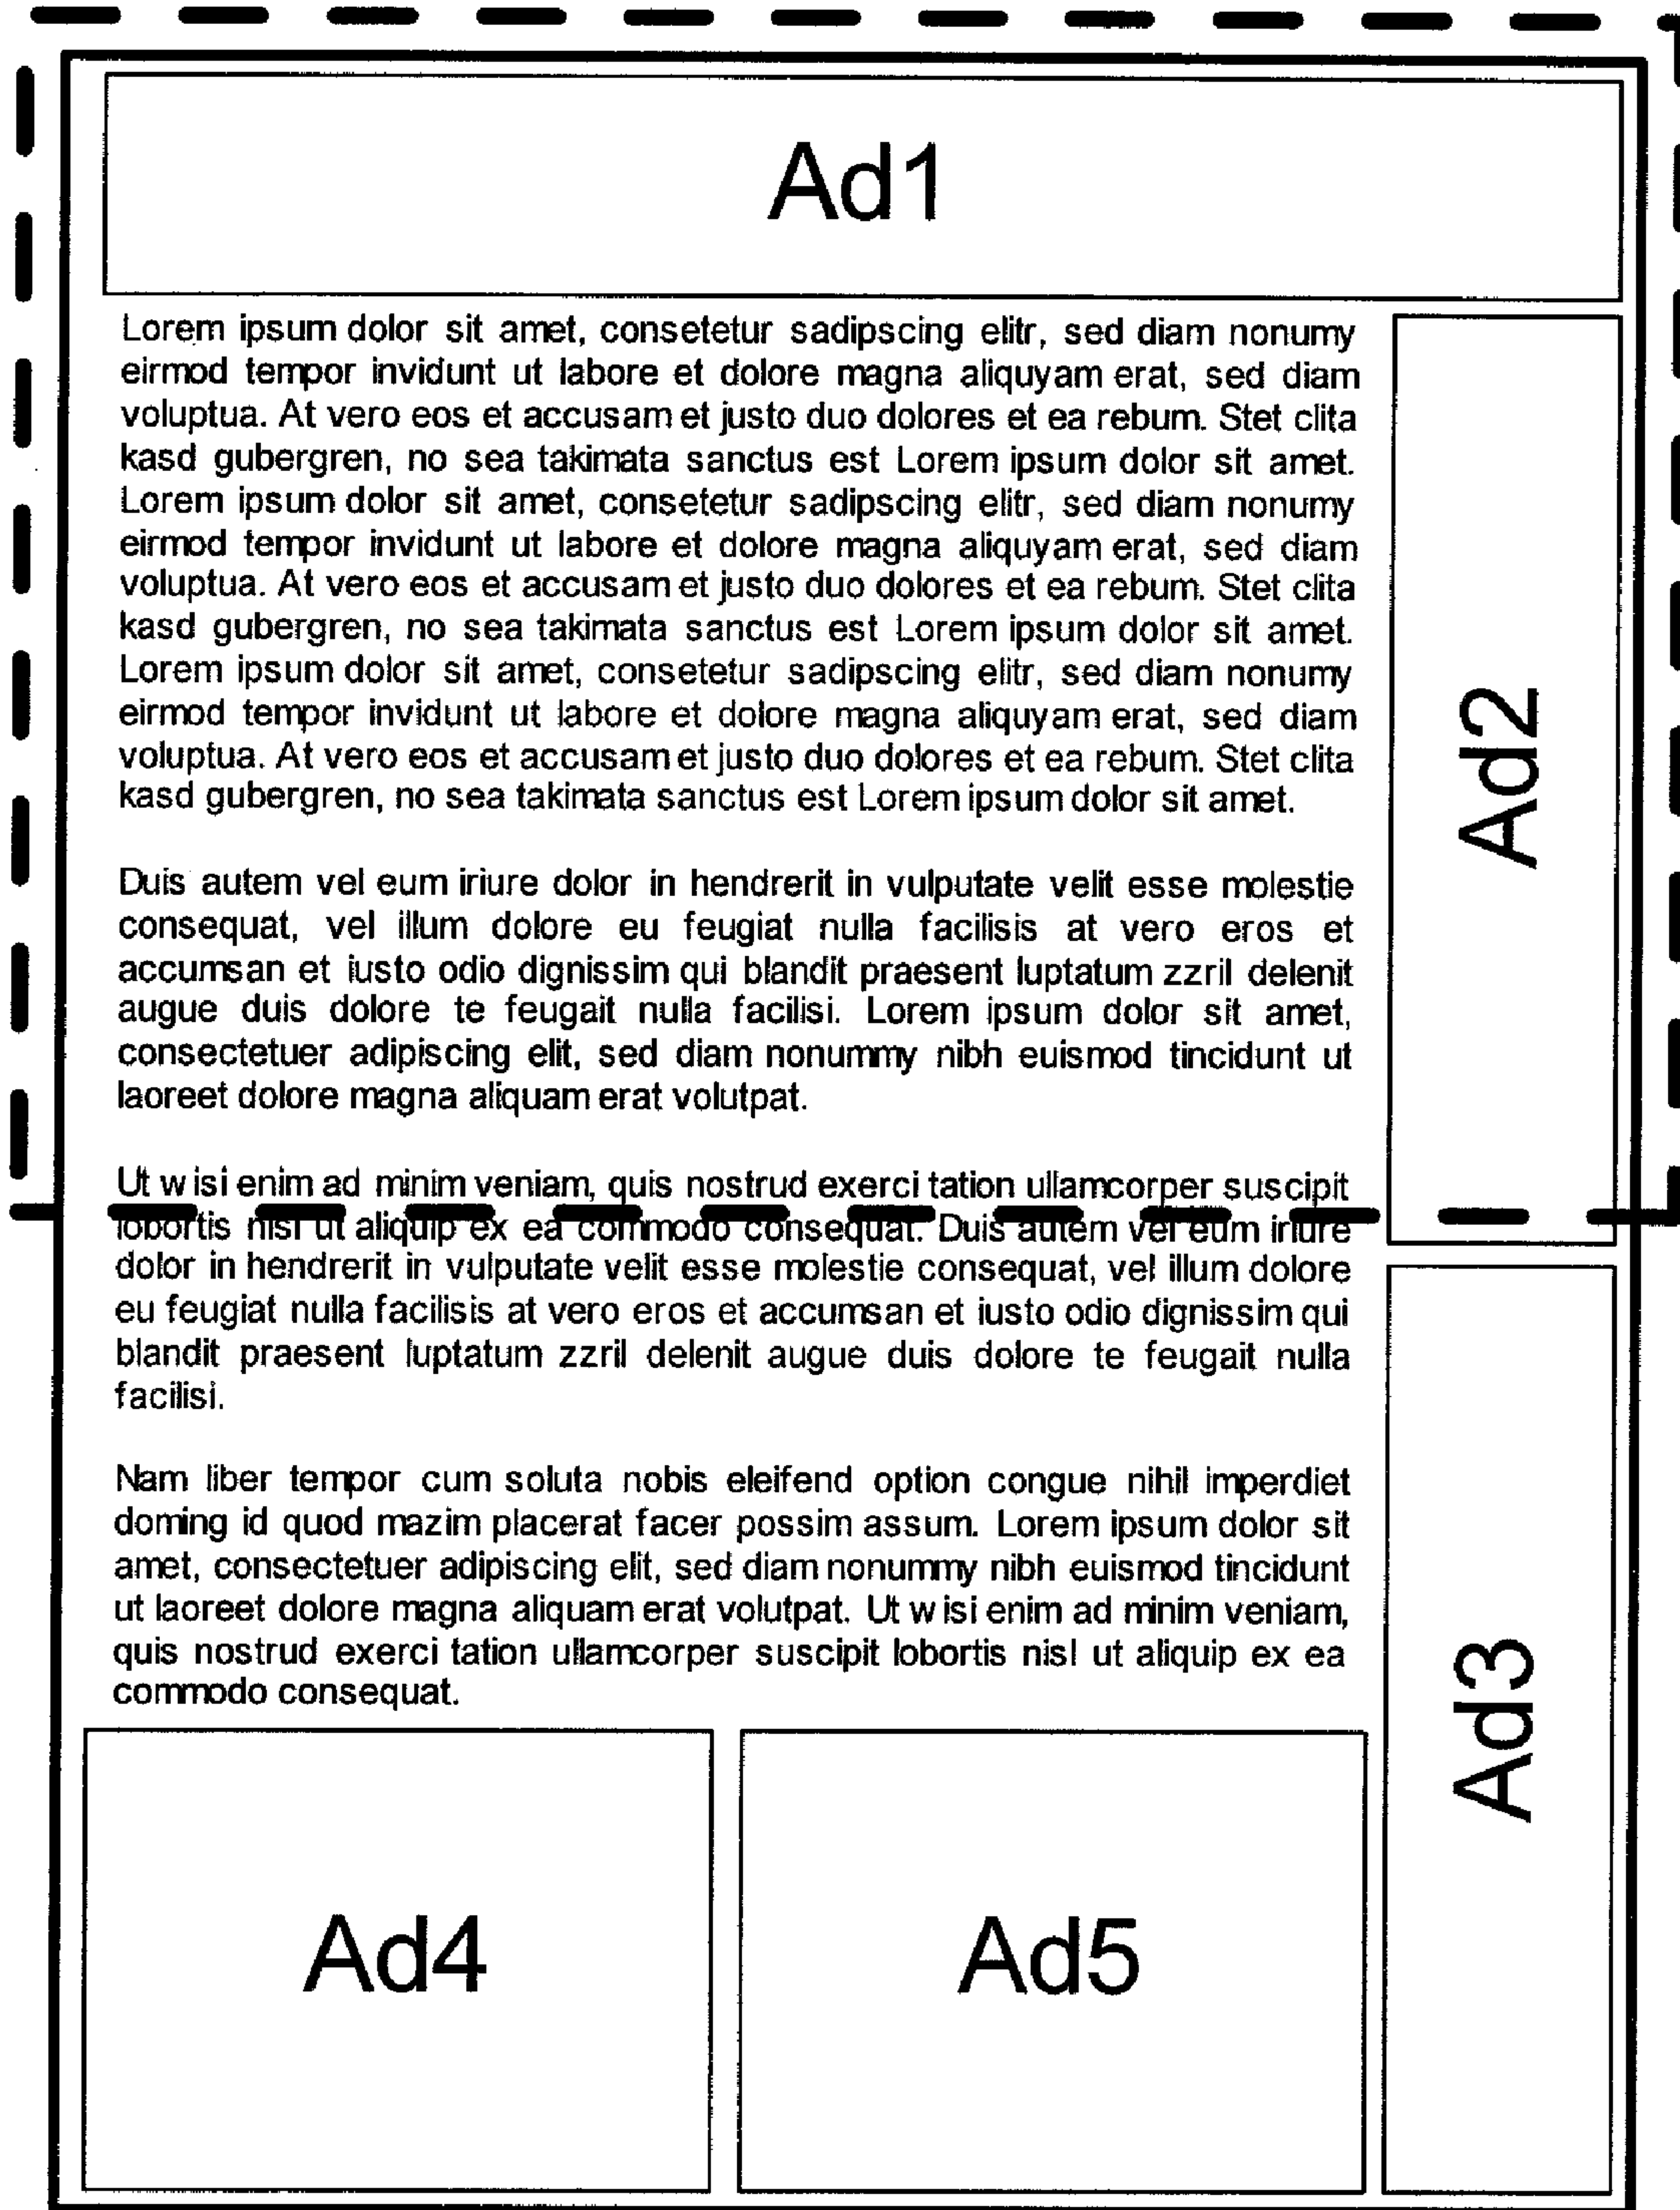 Ad1
Lorem ipsum dolor sit amet, consetetur sadipscing elitr, sed diam nonumy
eirmod tempor invidunt ut labore et dolore magna aliquyam erat, sed diam
voluptua. At vero eos et accusam et justo duo dolores et ea rebum. Stet clita
kasd gubergren, no sea takimata sanctus est Lorem ipsum dolor sit amet.
Lorem ipsum dolor sit amet, consetetur sadipscing elitr, sed diam nonumy
eirmod tempor invidunt ut labore et dolore magna aliquyam erat, sed diam
voluptua. At vero eos et accusam et justo duo dolores et ea rebum. Stet clita
kasd gubergren, no sea takimata sanctus est Lorem ipsum dolor sit amet.
Lorem ipsum dolor sit amet, consetetur sadipscing elitr, sed diam nonumy
eirmod tempor invidunt ut labore et dolore magna aliquyam erat, sed diam
voluptua. At vero eos et accusam et justo duo dolores et ea rebum. Stet clita
kasd gubergren, no sea takimata sanctus est Lorem ipsum dolor sit amet.
Duis autem vel eum iriure dolor in hendrerit in vulputate velit esse molestie
consequat, vel illum dolore eu feugiat nulla facilisis at vero eros et
accumsan et iusto odio dignissim qui blandit praesent luptatum zzril delenit
augue duis dolore te feugait nulla facilisi. Lorem ipsum dolor sit amet,
consectetuer adipiscing elit, sed diam nonummy nibh euismod tincidunt ut
laoreet dolore magna aliquam erat volutpat.
Ut wisi enim ad minim veniam, quis nostrud exerci tation ullamcorper suscipit
lobortis nisl ut aliquip ex ea commodo consequat. Duis autem vel eum iriure
dolor in hendrerit in vulputate velit esse molestie consequat, vel illum dolore
eu feugiat nulla facilisis at vero eros et accumsan et iusto odio dignissim qui
blandit praesent luptatum zzril delenit augue duis dolore te feugait nulla
facilisi.
Nam liber tempor cum soluta nobis eleifend option congue nihil imperdiet
doming id quod mazim placerat facer possim assum. Lorem ipsum dolor sit
amet, consectetuer adipiscing elit, sed diam nonummy nibh euismod tincidunt
ut laoreet dolore magna aliquam erat volutpat. Ut wisi enim ad minim veniam,
quis nostrud exerci tation ullamcorper suscipit lobortis nisl ut aliquip ex ea
commodo consequat.
Ad2
Ad3
Ad4
Ad5